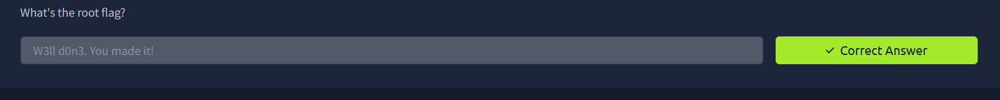 What's the root flag?
W3ll d0n3. You made it!
✓ Correct Answer